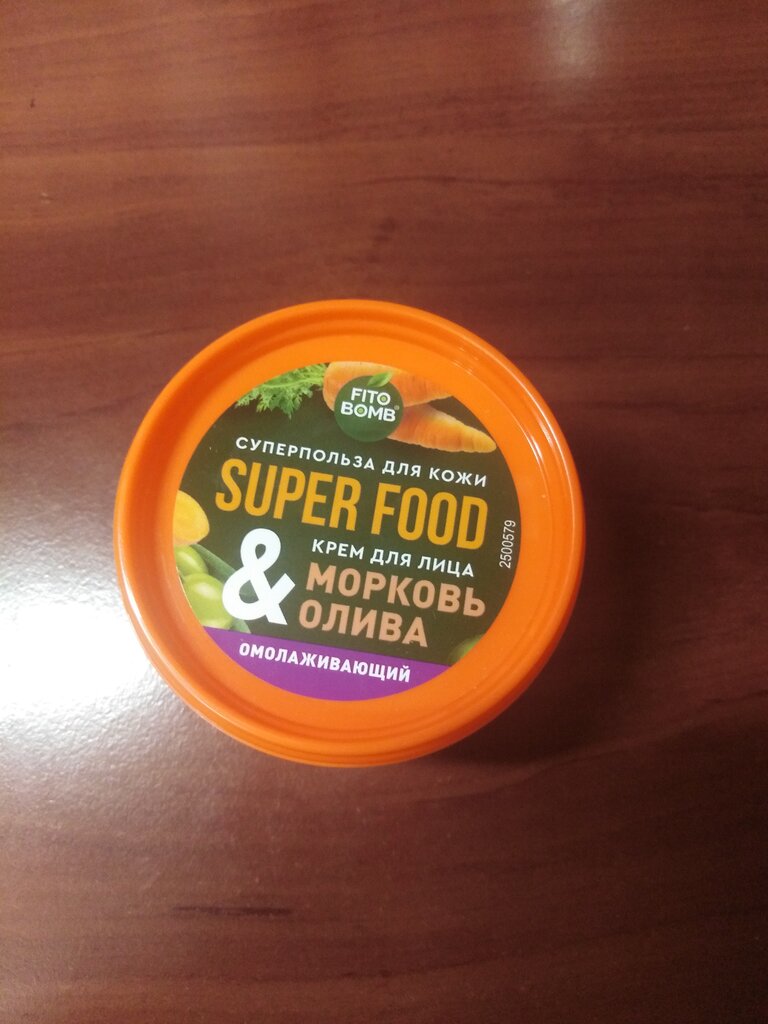 FITO
BOMB®
СУПЕРПОЛЬЗА ДЛЯ КОЖИ
SUPER FOOD
&
КРЕМ ДЛЯ ЛИЦА
МОРКОВЬ
ОЛИВА
ОМОЛАЖИВАЮЩИЙ
2500579